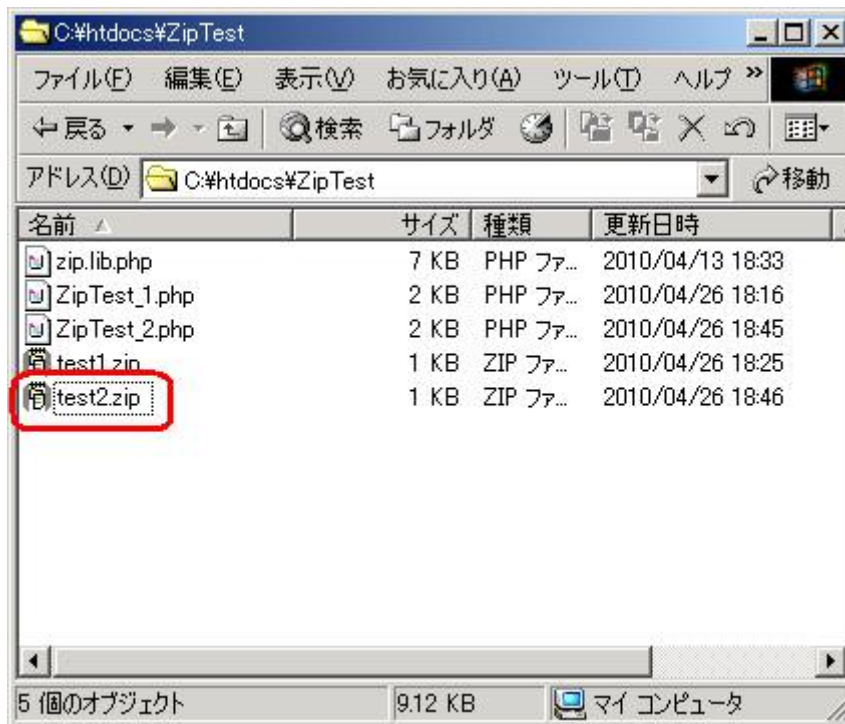 C:¥htdocs¥ZipTest
ファイル(F) 編集(E) 表示(V) お気に入り(A) ツール(T) ヘルプ »
戻る 検索 フォルダ
アドレス(D) C:¥htdocs¥ZipTest 移動
名前 サイズ 種類 更新日時
zip.lib.php 7 KB PHP ファ... 2010/04/13 18:33
ZipTest_1.php 2 KB PHP ファ... 2010/04/26 18:16
ZipTest_2.php 2 KB PHP ファ... 2010/04/26 18:45
test1.zip 1 KB ZIP ファ... 2010/04/26 18:25
test2.zip 1 KB ZIP ファ... 2010/04/26 18:46
5 個のオブジェクト 9.12 KB マイ コンピュータ